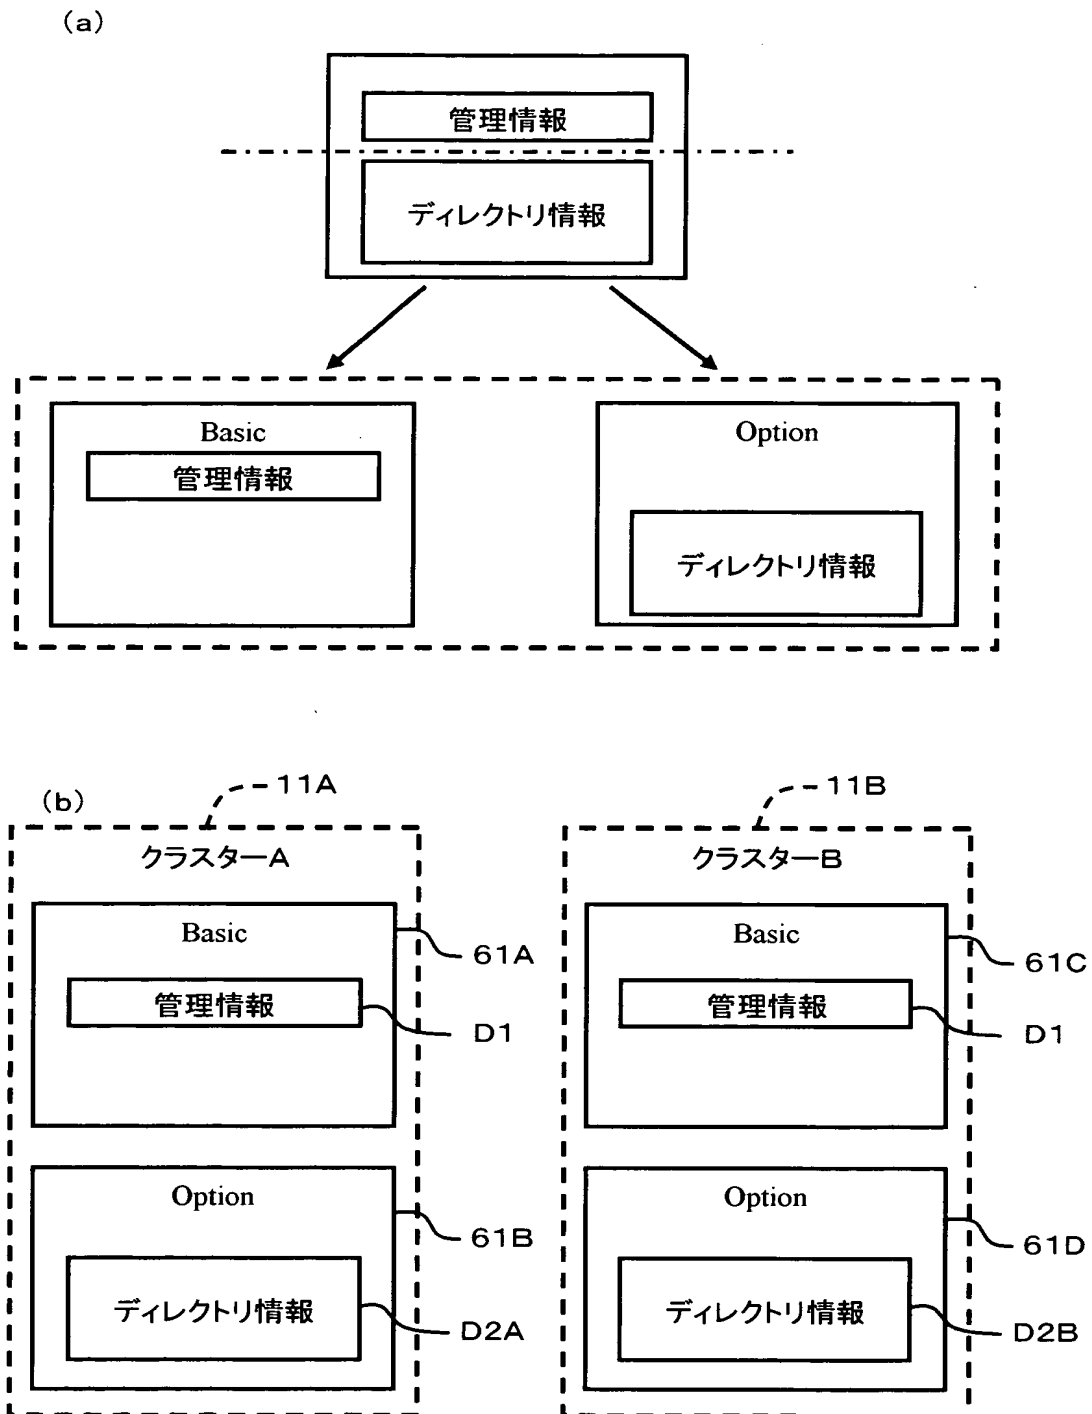 (a)
管理情報
ディレクトリ情報
Basic
管理情報
Option
ディレクトリ情報
(b)
11A
クラスターA
Basic
61A
管理情報
D1
Option
61B
ディレクトリ情報
D2A
11B
クラスターB
Basic
61C
管理情報
D1
Option
61D
ディレクトリ情報
D2B